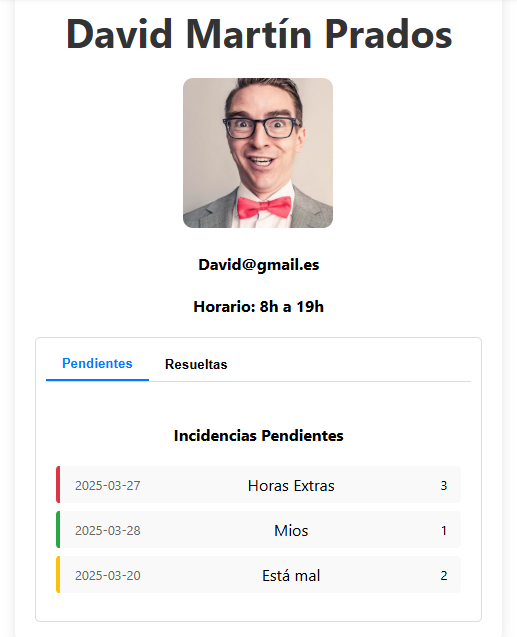 David Martín Prados
David@gmail.es
Horario: 8h a 19h
Pendientes Resueltas
Incidencias Pendientes
2025-03-27 Horas Extras 3
2025-03-28 Mios 1
2025-03-20 Está mal 2